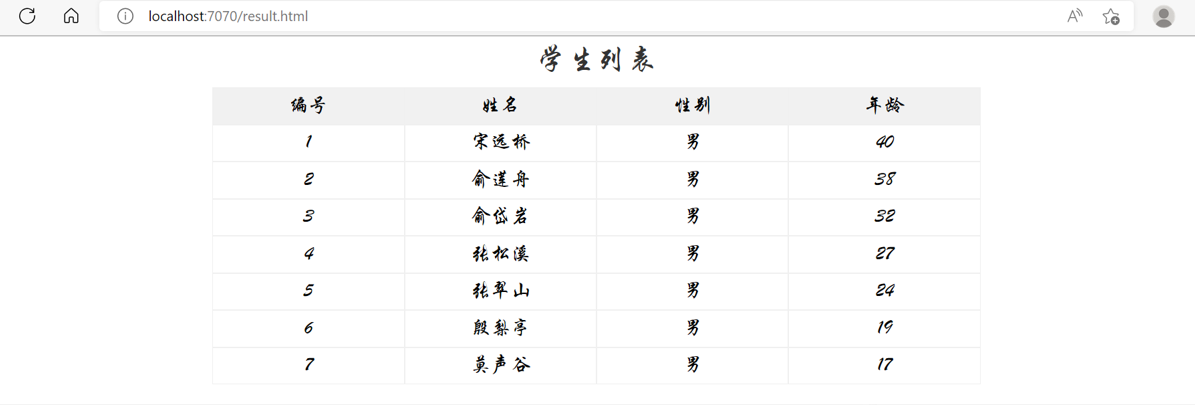 localhost:7070/result.html
学生列表
编号 姓名 性别 年龄
1 宋远桥 男 40
2 俞莲舟 男 38
3 俞岱岩 男 32
4 张松溪 男 27
5 张翠山 男 24
6 殷梨亭 男 19
7 莫声谷 男 17